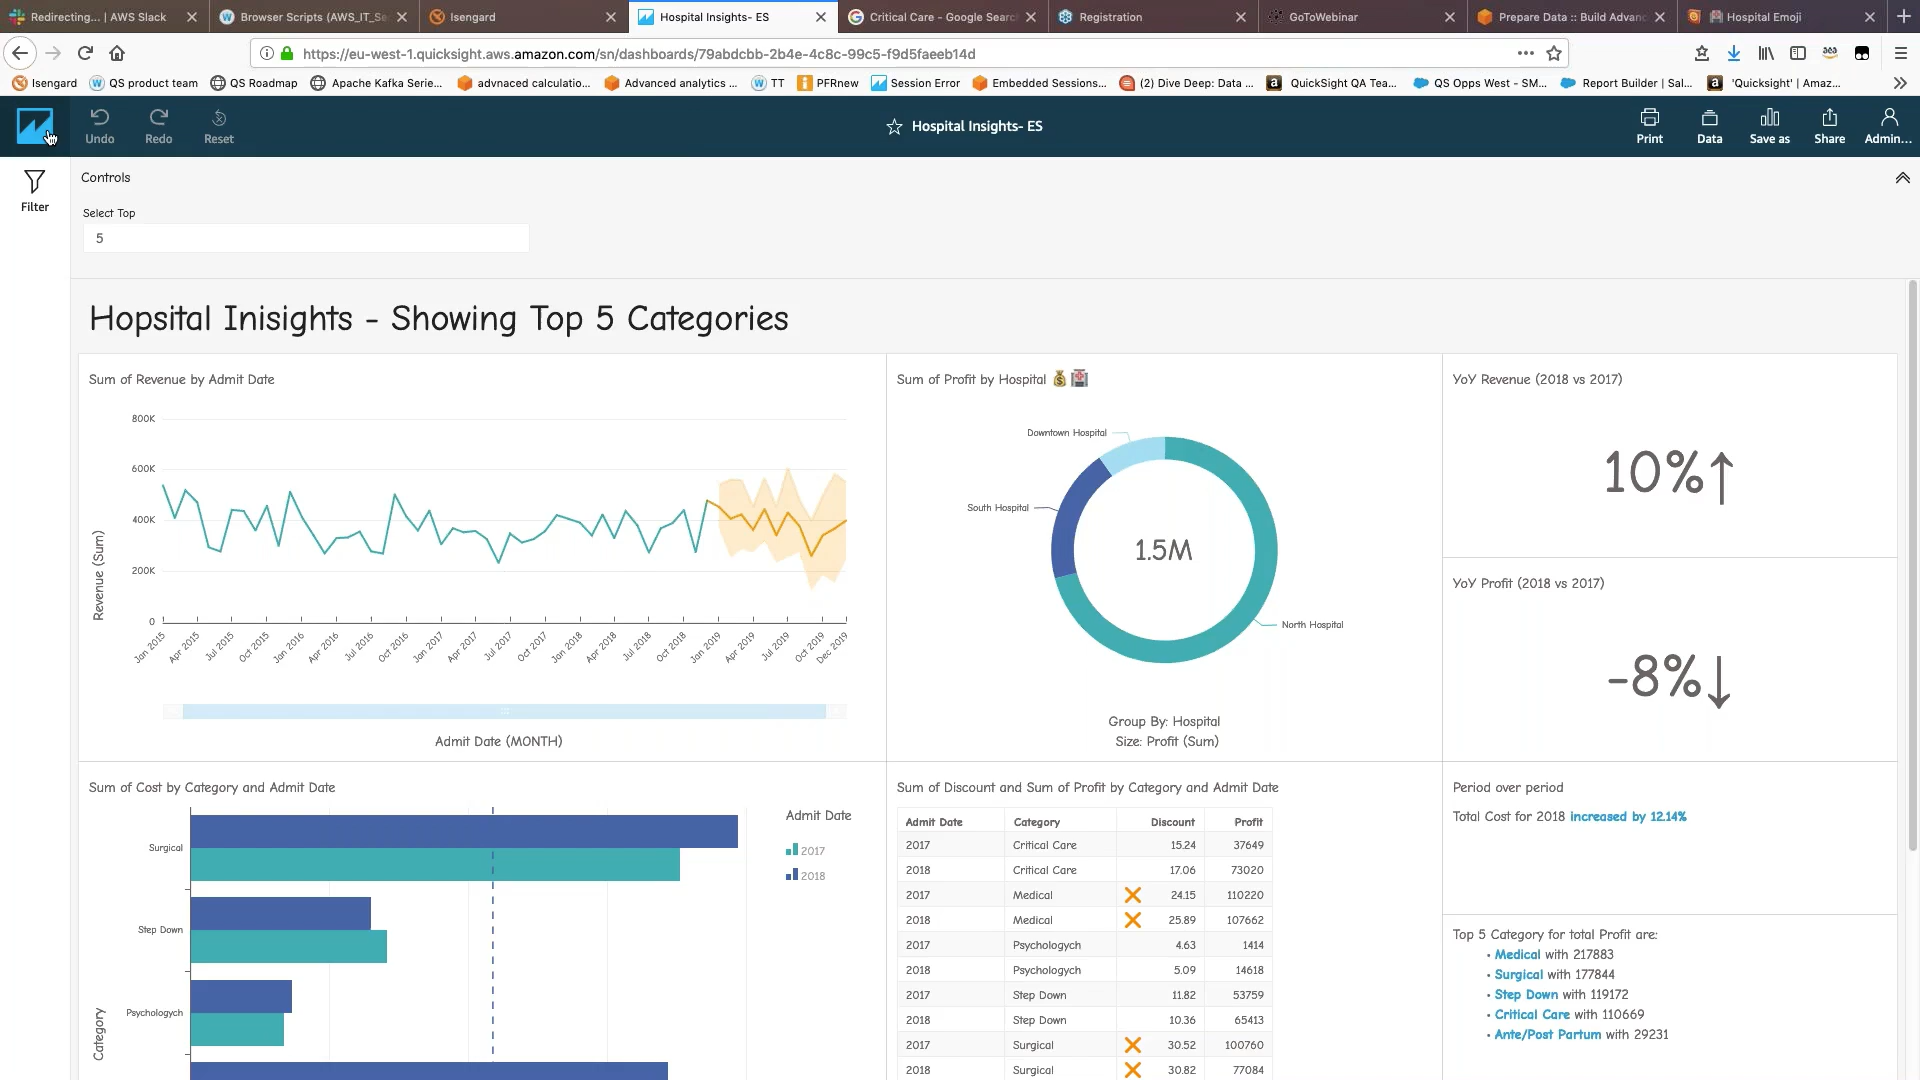 Redirecting... | AWS Slack
Browser Scripts (AWS_IT_Se
Isengard
Hospital Insights- ES
Critical Care - Google Search
Registration
GoToWebinar
Prepare Data :: Build Advanc
Hospital Emoji
https://eu-west-1.quicksight.aws.amazon.com/sn/dashboards/79abdcbb-2b4e-4c8c-99c5-f9d5faeeb14d
Isengard
QS product team
QS Roadmap
Apache Kafka Serie...
advnaced calculatio...
Advanced analytics ...
TT
PFRnew
Session Error
Embedded Sessions...
(2) Dive Deep: Data ...
QuickSight QA Tea...
QS Opps West - SM...
Report Builder | Sal...
'Quicksight' | Amaz...
Undo
Redo
Reset
Hospital Insights- ES
Print
Data
Save as
Share
Admin...
Filter
Controls
Select Top
5
Hopsital Inisights - Showing Top 5 Categories
Sum of Revenue by Admit Date
800K
600K
400K
200K
0
Revenue (Sum)
Jan 2015
Apr 2015
Jul 2015
Oct 2015
Jan 2016
Apr 2016
Jul 2016
Oct 2016
Jan 2017
Apr 2017
Jul 2017
Oct 2017
Jan 2018
Apr 2018
Jul 2018
Oct 2018
Jan 2019
Apr 2019
Jul 2019
Oct 2019
Dec 2019
Admit Date (MONTH)
Sum of Profit by Hospital 💰🏥
Downtown Hospital
South Hospital
1.5M
North Hospital
Group By: Hospital
Size: Profit (Sum)
YoY Revenue (2018 vs 2017)
10%↑
YoY Profit (2018 vs 2017)
-8%↓
Sum of Cost by Category and Admit Date
Surgical
Step Down
Psychologych
Category
Admit Date
2017
2018
Sum of Discount and Sum of Profit by Category and Admit Date
Admit Date Category Discount Profit
2017 Critical Care 15.24 37649
2018 Critical Care 17.06 73020
2017 Medical 24.15 110220
2018 Medical 25.89 107662
2017 Psychologych 4.63 1414
2018 Psychologych 5.09 14618
2017 Step Down 11.82 53759
2018 Step Down 10.36 65413
2017 Surgical 30.52 100760
2018 Surgical 30.82 77084
Period over period
Total Cost for 2018 increased by 12.14%
Top 5 Category for total Profit are:
• Medical with 217883
• Surgical with 177844
• Step Down with 119172
• Critical Care with 110669
• Ante/Post Partum with 29231